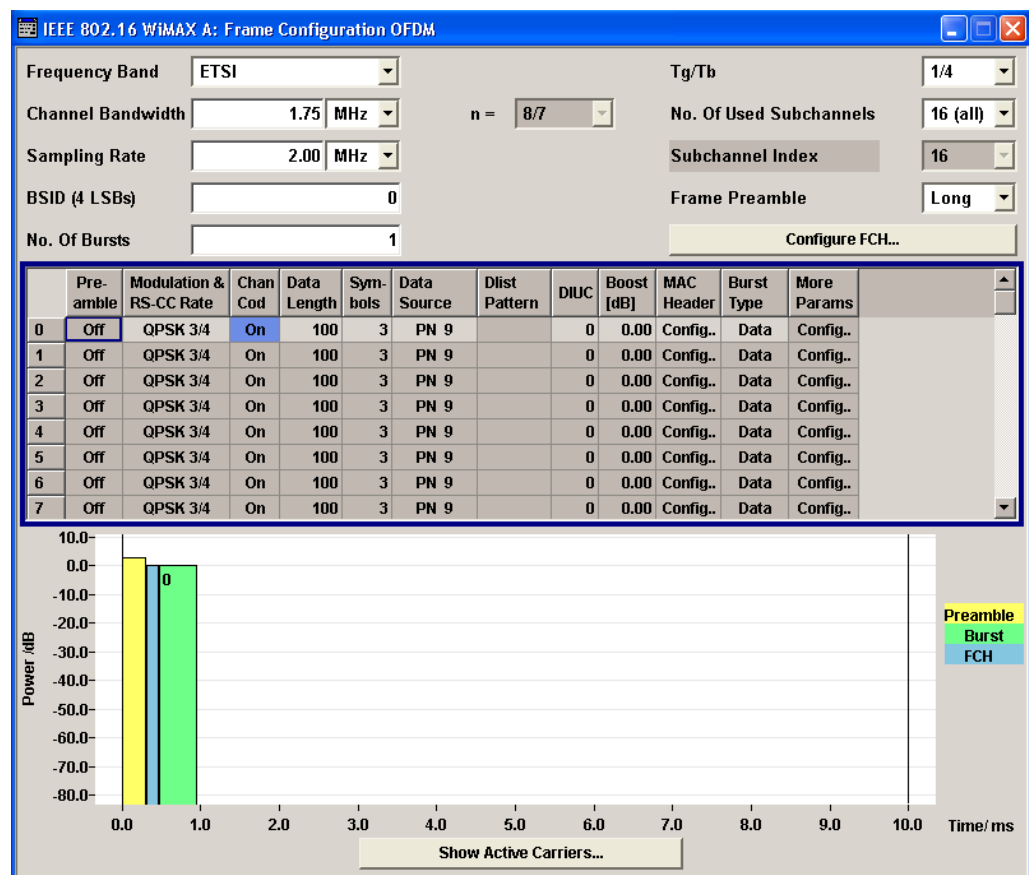 IEEE 802.16 WiMAX A: Frame Configuration OFDM
Frequency Band ETSI Tg/Tb 1/4
Channel Bandwidth 1.75 MHz n = 8/7 No. Of Used Subchannels 16 (all)
Sampling Rate 2.00 MHz Subchannel Index 16
BSID (4 LSBs) 0 Frame Preamble Long
No. Of Bursts 1 Configure FCH...
Pre- Modulation & Chan Data Sym- Data Dlist DIUC Boost MAC Burst More
amble RS-CC Rate Cod Length bols Source Pattern [dB] Header Type Params
0 Off QPSK 3/4 On 100 3 PN 9 0 0.00 Config.. Data Config..
1 Off QPSK 3/4 On 100 3 PN 9 0 0.00 Config.. Data Config..
2 Off QPSK 3/4 On 100 3 PN 9 0 0.00 Config.. Data Config..
3 Off QPSK 3/4 On 100 3 PN 9 0 0.00 Config.. Data Config..
4 Off QPSK 3/4 On 100 3 PN 9 0 0.00 Config.. Data Config..
5 Off QPSK 3/4 On 100 3 PN 9 0 0.00 Config.. Data Config..
6 Off QPSK 3/4 On 100 3 PN 9 0 0.00 Config.. Data Config..
7 Off QPSK 3/4 On 100 3 PN 9 0 0.00 Config.. Data Config..
10.0
0.0
0
-10.0
-20.0
-30.0
-40.0
-50.0
-60.0
-70.0
-80.0
Power /dB
Preamble
Burst
FCH
0.0 1.0 2.0 3.0 4.0 5.0 6.0 7.0 8.0 9.0 10.0 Time/ ms
Show Active Carriers...